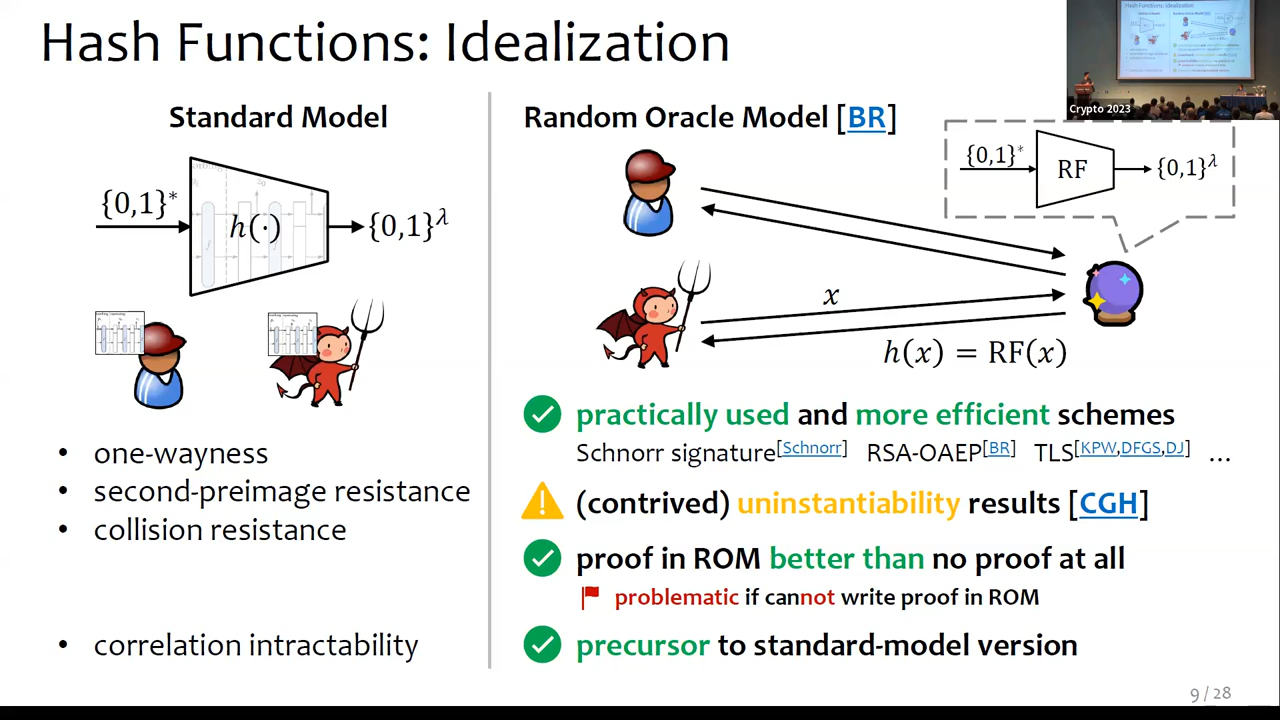 Hash Functions: idealization
Crypto 2023
Standard Model
{0,1}*
h(·)
{0,1}^λ
• one-wayness
• second-preimage resistance
• collision resistance
• correlation intractability
Random Oracle Model [BR]
{0,1}*
RF
{0,1}^λ
x
h(x) = RF(x)
practically used and more efficient schemes
Schnorr signature[Schnorr] RSA-OAEP[BR] TLS[KPW,DFGS,DJ] …
(contrived) uninstantiability results [CGH]
proof in ROM better than no proof at all
problematic if cannot write proof in ROM
precursor to standard-model version
9 / 28